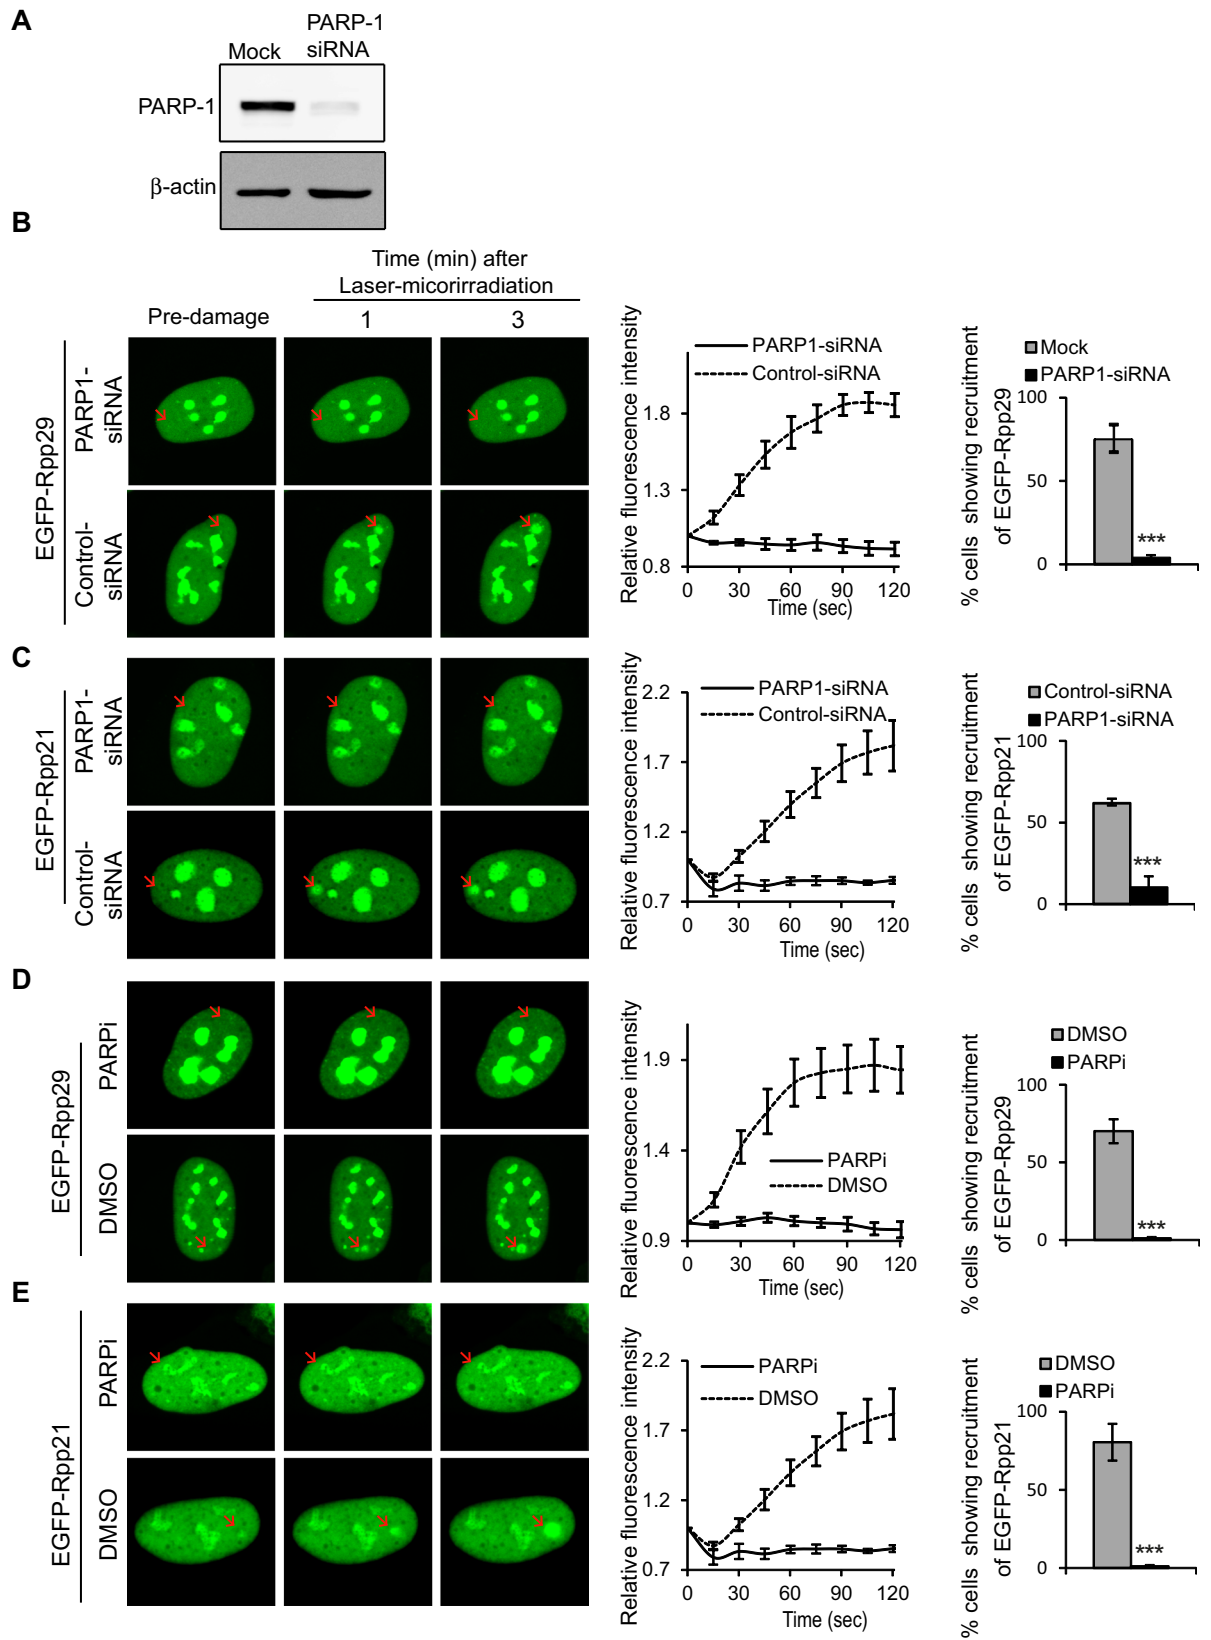 A
Mock
PARP-1
siRNA
PARP-1
β-actin
B
Time (min) after
Laser-micorirradiation
Pre-damage
1
3
EGFP-Rpp29
PARP1-
siRNA
Control-
siRNA
Relative fluorescence intensity
PARP1-siRNA
Control-siRNA
1.8
1.3
0.8
0
30
60
90
120
Time (sec)
% cells showing recruitment
of EGFP-Rpp29
Mock
PARP1-siRNA
100
50
0
***
C
EGFP-Rpp21
PARP1-
siRNA
Control-
siRNA
Relative fluorescence intensity
PARP1-siRNA
Control-siRNA
2.2
1.7
1.2
0.7
0
30
60
90
120
Time (sec)
% cells showing recruitment
of EGFP-Rpp21
Control-siRNA
PARP1-siRNA
100
50
0
***
D
EGFP-Rpp29
PARPi
DMSO
Relative fluorescence intensity
1.9
1.4
0.9
PARPi
DMSO
0
30
60
90
120
Time (sec)
% cells showing recruitment
of EGFP-Rpp29
DMSO
PARPi
100
50
0
***
E
EGFP-Rpp21
PARPi
DMSO
Relative fluorescence intensity
PARPi
DMSO
2.2
1.7
1.2
0.7
0
30
60
90
120
Time (sec)
% cells showing recruitment
of EGFP-Rpp21
DMSO
PARPi
100
50
0
***